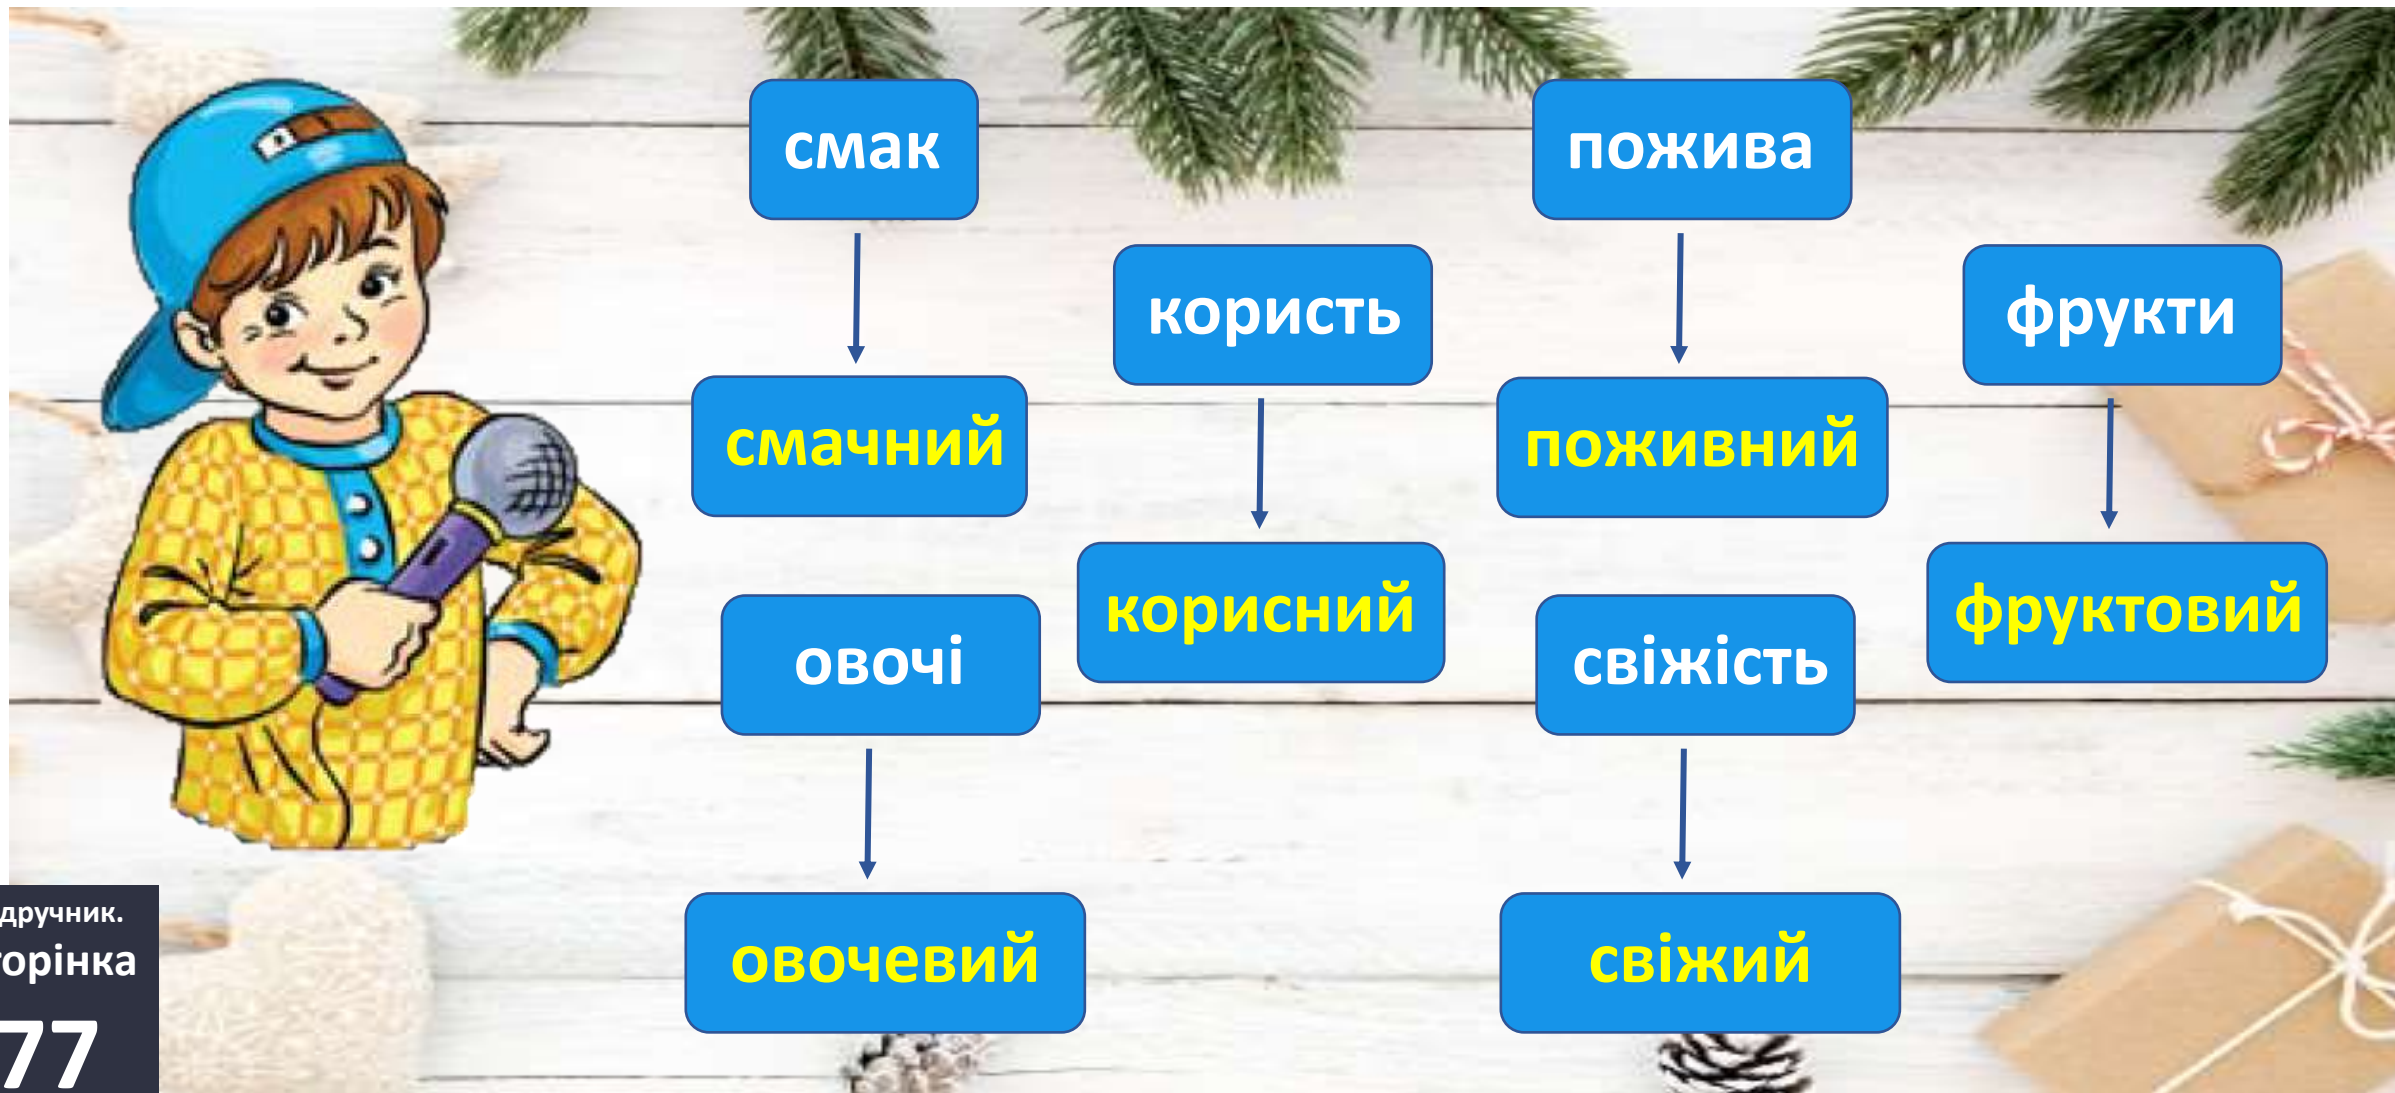 смак
пожива
користь
фрукти
смачний
поживний
корисний
фруктовий
овочі
свіжість
овочевий
свіжий
дручник.
орінка
77